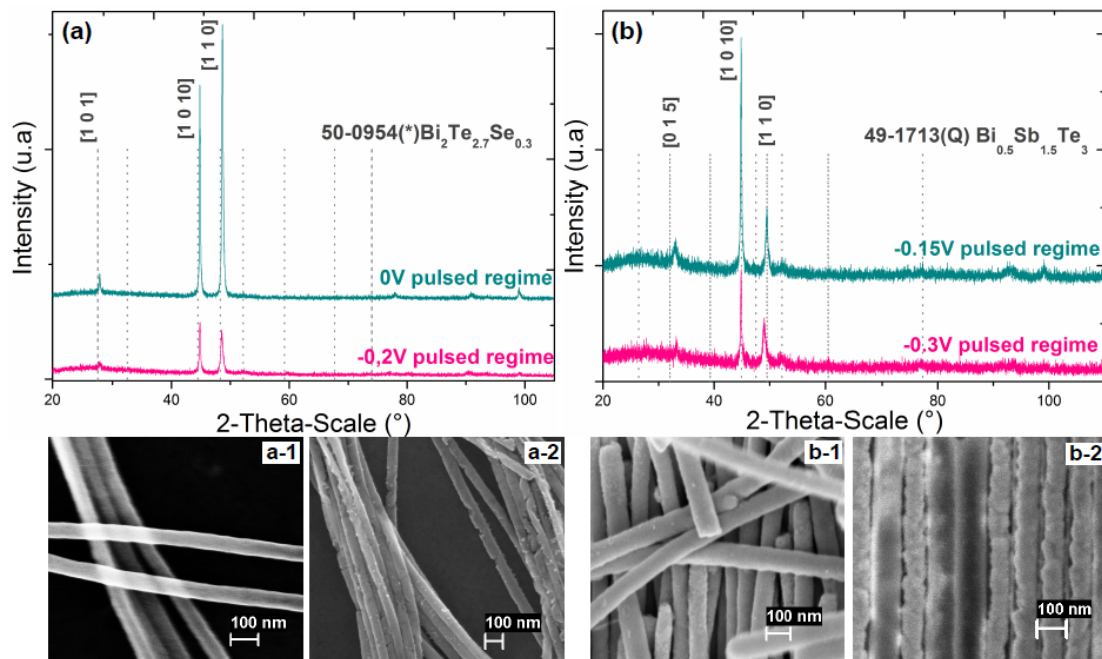 (a)
[1 0 1]
[1 0 10]
[1 1 0]
50-0954(*)Bi₂Te₂.₇Se₀.₃
0V pulsed regime
-0,2V pulsed regime
Intensity (u.a)
20 40 60 80 100
2-Theta-Scale (°)
(b)
[0 1 5]
[1 0 10]
[1 1 0]
49-1713(Q) Bi₀.₅Sb₁.₅Te₃
-0.15V pulsed regime
-0.3V pulsed regime
Intensity (u.a)
20 40 60 80 100
2-Theta-Scale (°)
a-1
100 nm
a-2
100 nm
b-1
100 nm
b-2
100 nm